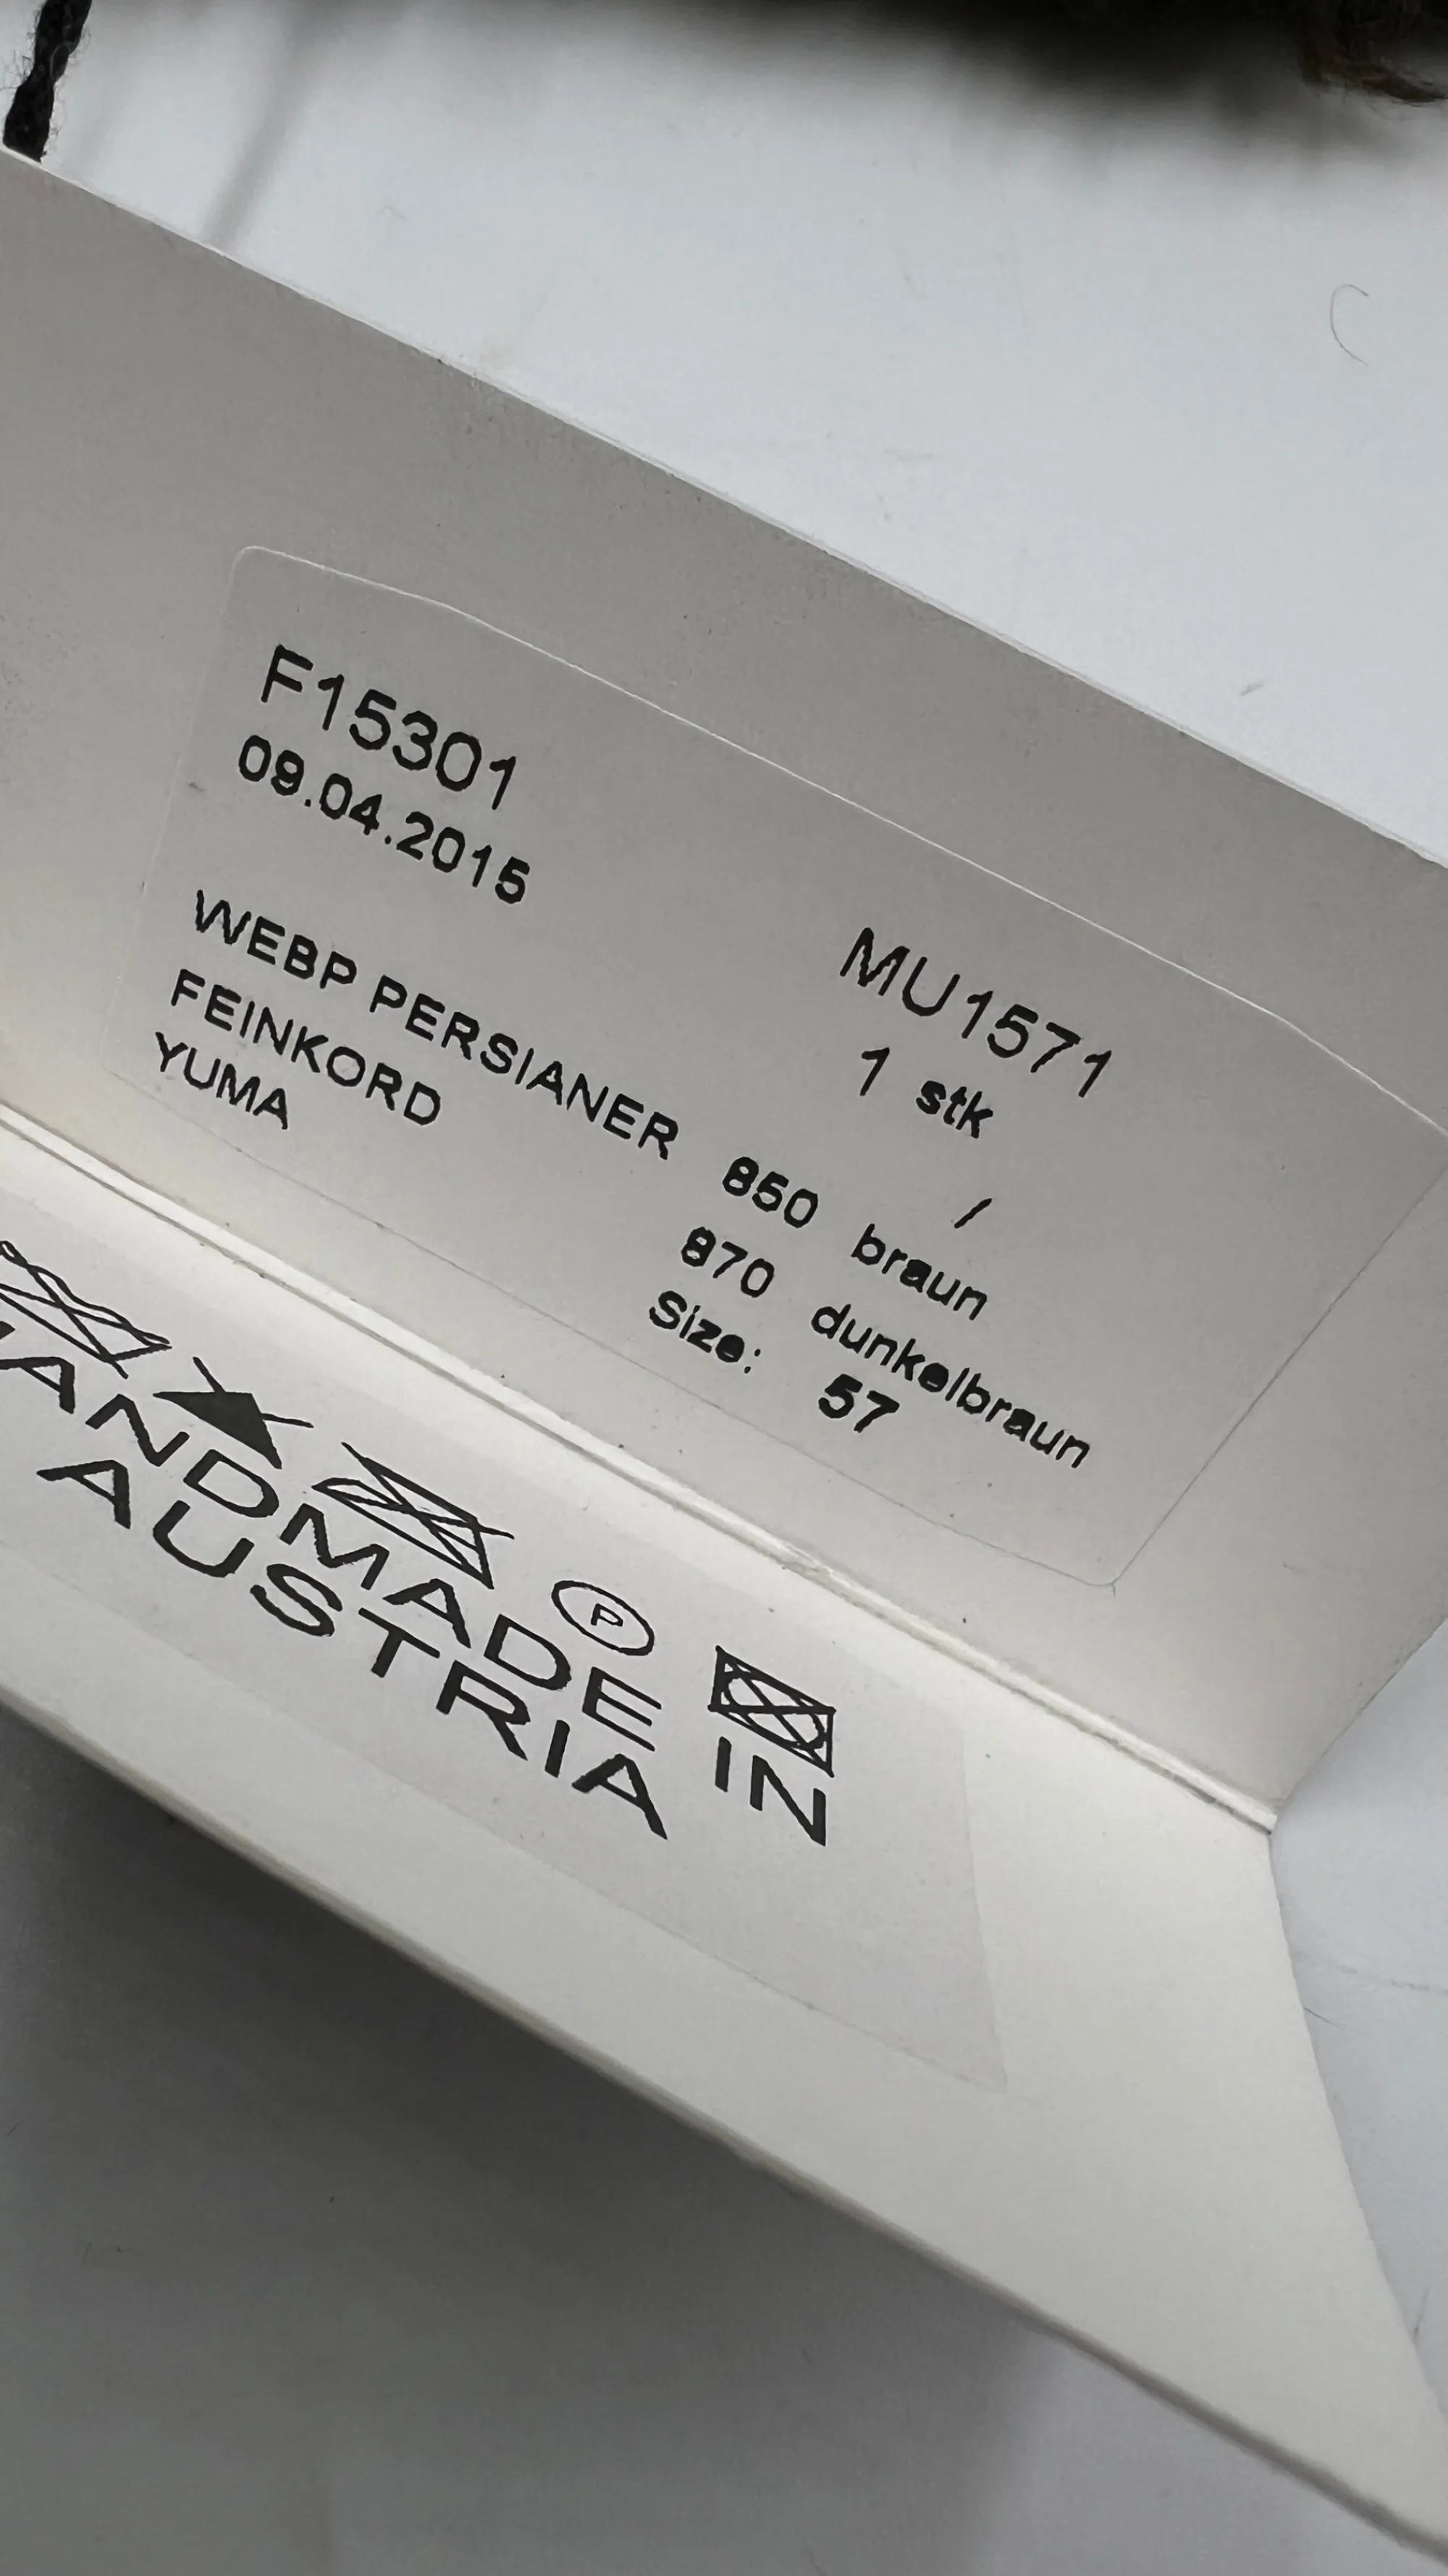 F15301 MU1571
09.04.2015 1 stk
/
WEBP PERSIANER 850 braun
FEINKORD 870 dunkelbraun
YUMA Size: 57
P
HANDMADE IN
AUSTRIA